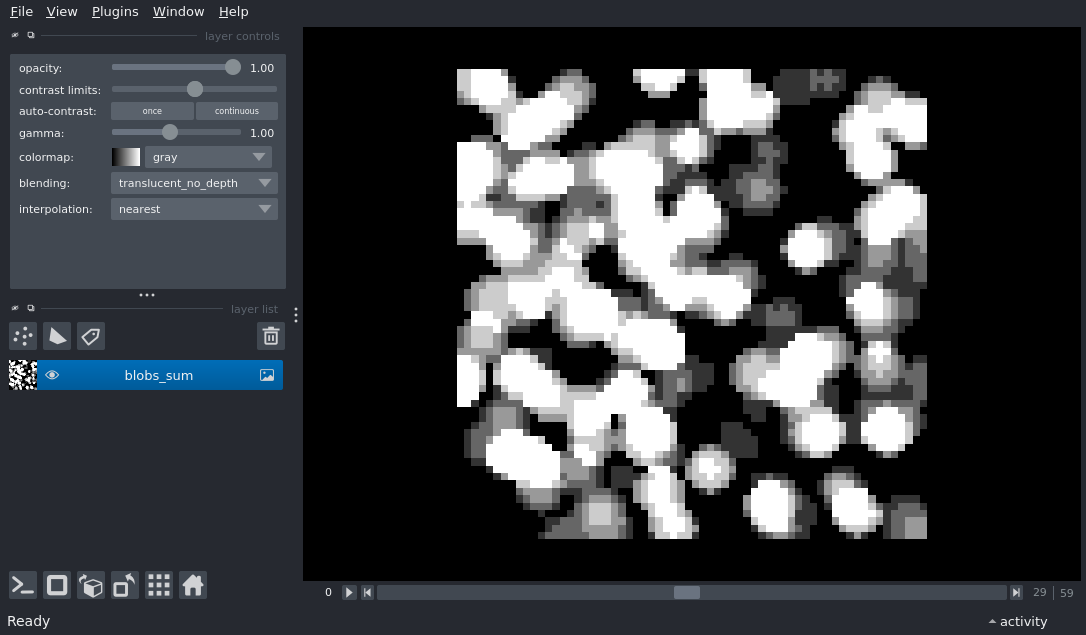 File View Plugins Window Help
layer controls
opacity: 1.00
contrast limits:
auto-contrast: once continuous
gamma: 1.00
colormap: gray
blending: translucent_no_depth
interpolation: nearest
layer list
blobs_sum
0 29 59
Ready activity